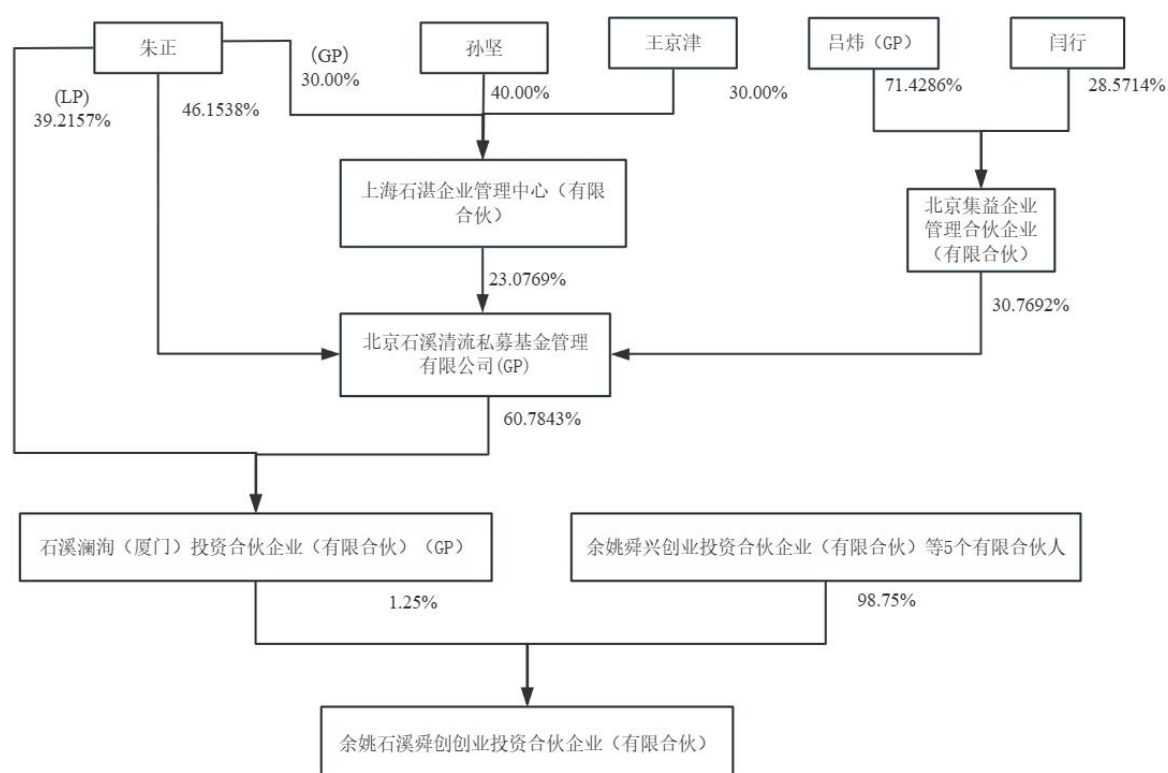 朱正
孙坚
王京津
吕炜（GP）
闫行
(GP)
30.00%
40.00%
30.00%
71.4286%
28.5714%
(LP)
39.2157%
46.1538%
上海石湛企业管理中心（有限
合伙）
北京集益企业
管理合伙企业
（有限合伙）
23.0769%
30.7692%
北京石溪清流私募基金管理
有限公司(GP)
60.7843%
石溪澜洵（厦门）投资合伙企业（有限合伙）（GP）
余姚舜兴创业投资合伙企业（有限合伙）等5个有限合伙人
1.25%
98.75%
余姚石溪舜创创业投资合伙企业（有限合伙）